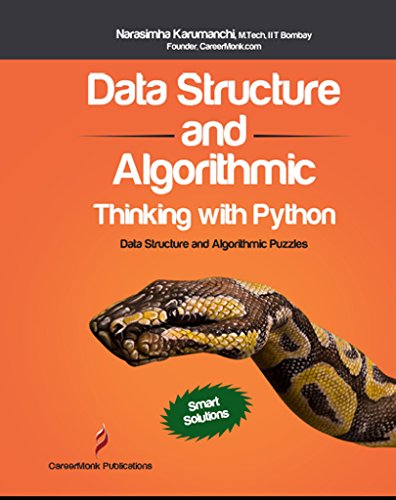 Narasimha Karumanchi, M.Tech, IIT Bombay
Founder, CareerMonk.com
Data Structure
and
Algorithmic
Thinking with Python
Data Structure and Algorithmic Puzzles
Smart
Solutions
CareerMonk Publications